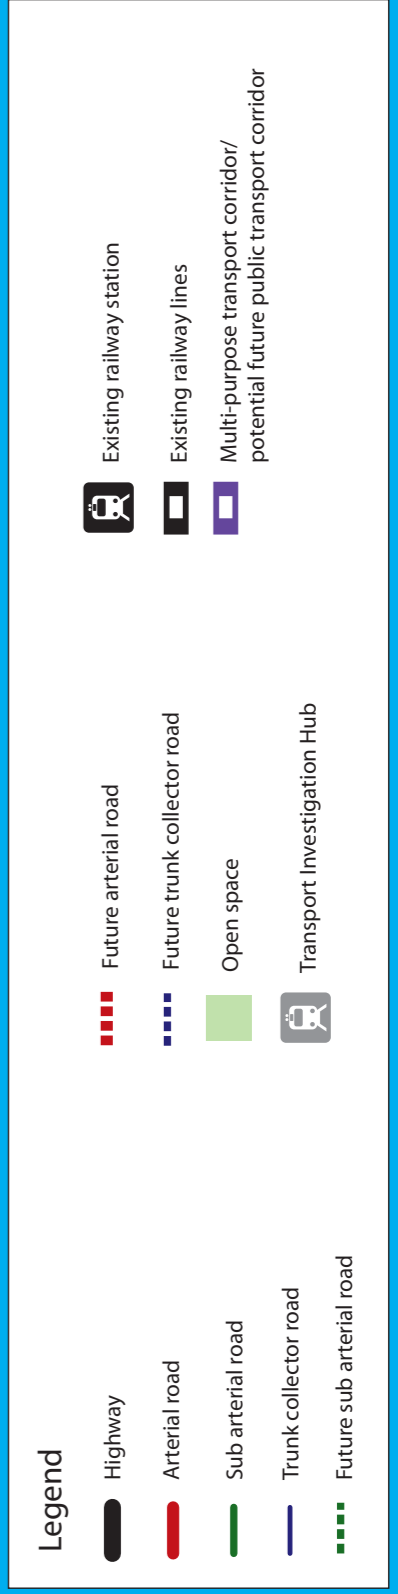 Legend
Highway
Arterial road
Sub arterial road
Trunk collector road
Future sub arterial road
Future arterial road
Future trunk collector road
Open space
Transport Investigation Hub
Existing railway station
Existing railway lines
Multi-purpose transport corridor/
potential future public transport corridor